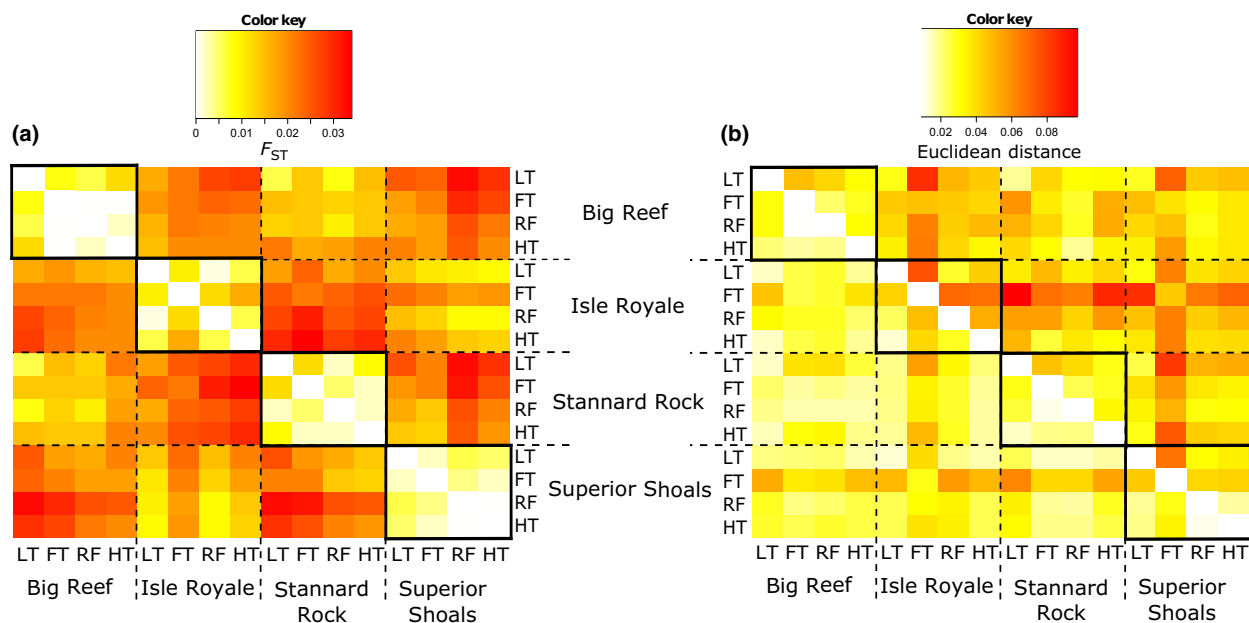 Color key
0 0.01 0.02 0.03
FST
(a)
LT
FT
RF
HT
LT
FT
RF
HT
LT
FT
RF
HT
LT
FT
RF
HT
LT FT RF HT LT FT RF HT LT FT RF HT LT FT RF HT
Big Reef Isle Royale Stannard Superior
Rock Shoals
Big Reef
Isle Royale
Stannard Rock
Superior Shoals
Color key
0.02 0.04 0.06 0.08
Euclidean distance
(b)
LT
FT
RF
HT
LT
FT
RF
HT
LT
FT
RF
HT
LT
FT
RF
HT
LT FT RF HT LT FT RF HT LT FT RF HT LT FT RF HT
Big Reef Isle Royale Stannard Superior
Rock Shoals